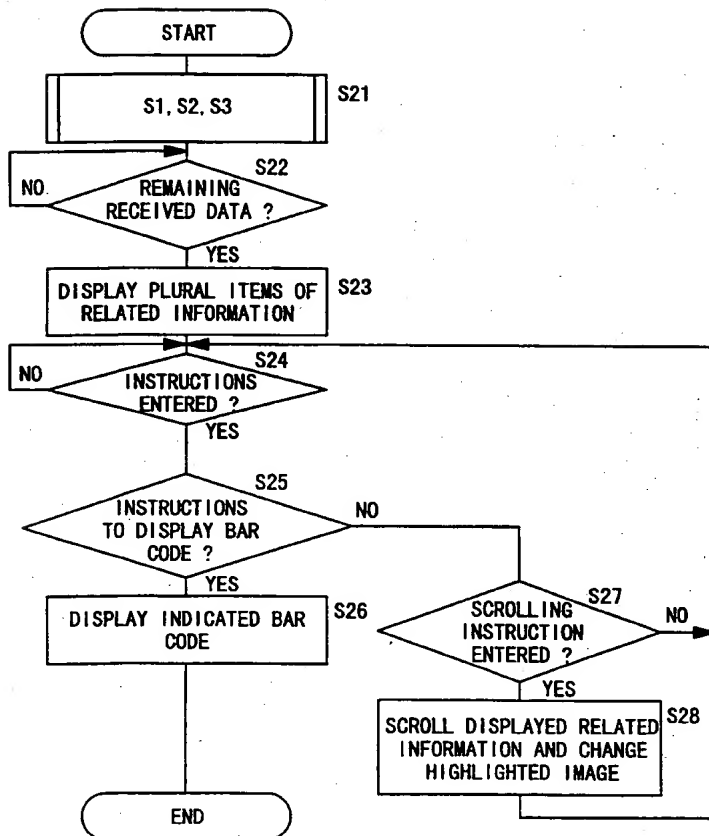 START
S1, S2, S3
S21
S22
REMAINING
RECEIVED DATA ?
NO
YES
DISPLAY PLURAL ITEMS OF
RELATED INFORMATION
S23
S24
NO
INSTRUCTIONS
ENTERED ?
YES
S25
INSTRUCTIONS
TO DISPLAY BAR
CODE ?
NO
YES
DISPLAY INDICATED BAR
CODE
S26
S27
SCROLLING
INSTRUCTION
ENTERED ?
NO
YES
S28
SCROLL DISPLAYED RELATED
INFORMATION AND CHANGE
HIGHLIGHTED IMAGE
END